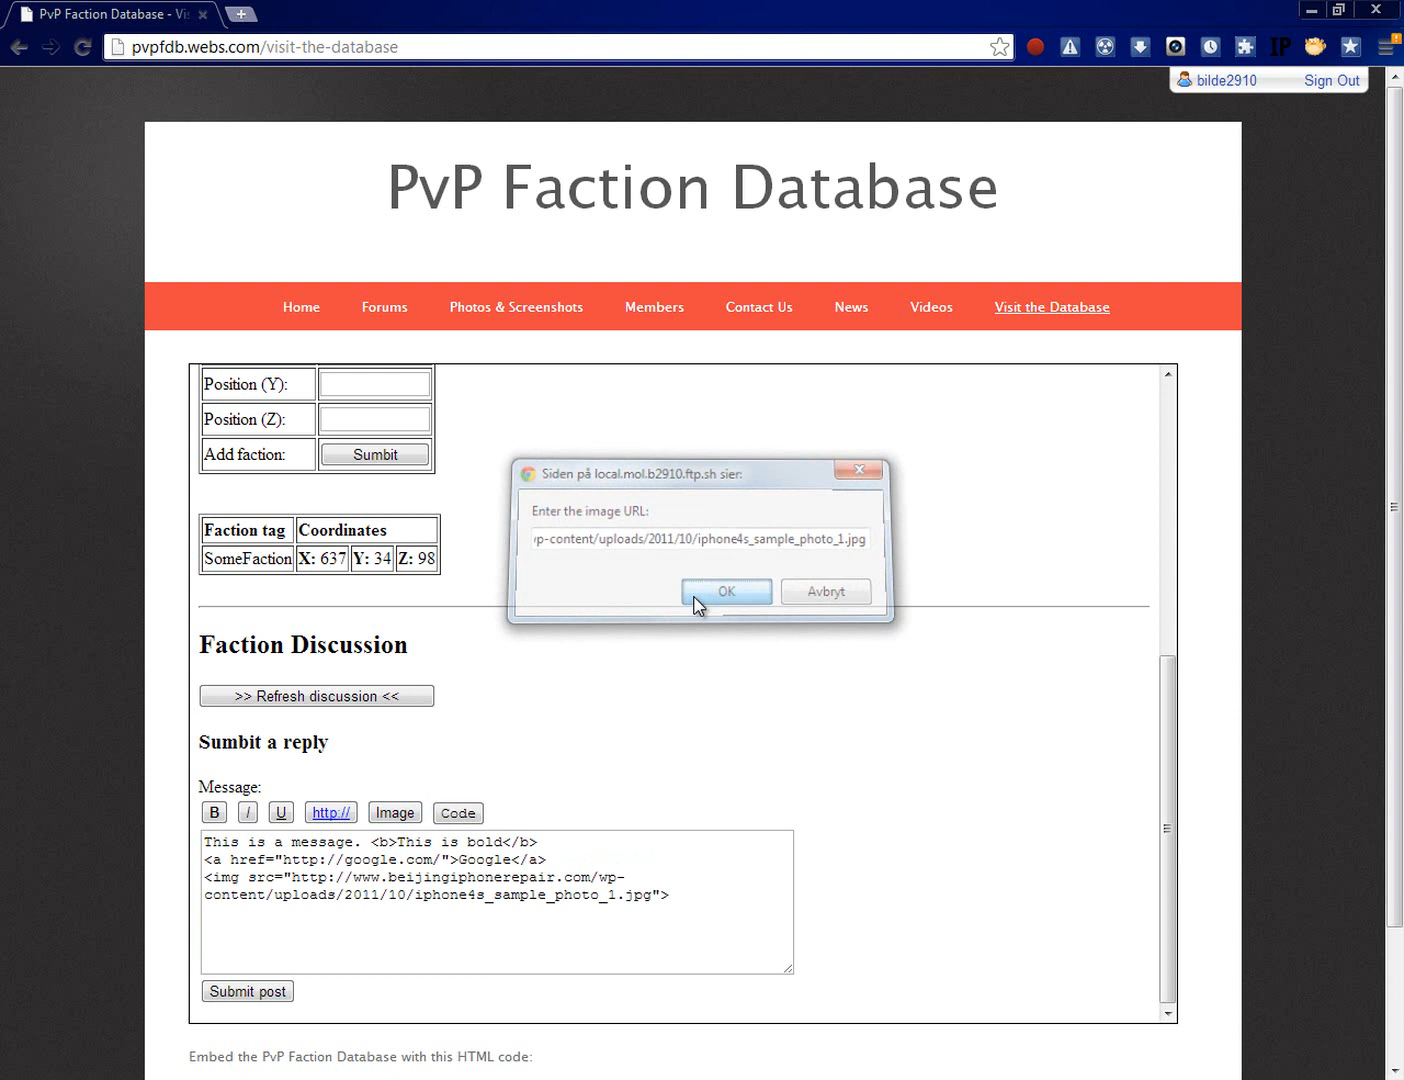 PvP Faction Database - Vi
pvpfdb.webs.com/visit-the-database
IP
bilde2910 Sign Out
PvP Faction Database
Home Forums Photos & Screenshots Members Contact Us News Videos Visit the Database
Position (Y):
Position (Z):
Add faction: Sumbit
Siden på local.mol.b2910.ftp.sh sier:
Enter the image URL:
p-content/uploads/2011/10/iphone4s_sample_photo_1.jpg
OK Avbryt
Faction tag Coordinates
SomeFaction X: 637 Y: 34 Z: 98
Faction Discussion
>> Refresh discussion <<
Sumbit a reply
Message:
B I U http:// Image Code
This is a message. <b>This is bold</b>
<a href="http://google.com/">Google</a>
<img src="http://www.beijingiphonerepair.com/wp-
content/uploads/2011/10/iphone4s_sample_photo_1.jpg">
Submit post
Embed the PvP Faction Database with this HTML code: